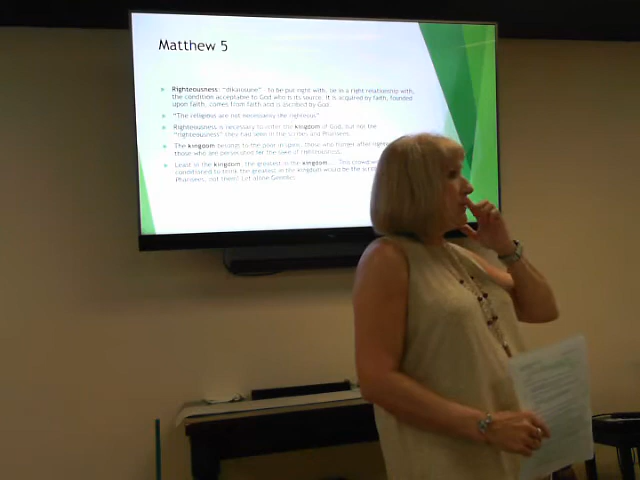 Matthew 5
Righteousness: "dikaiosune" – to be put right with, be in a right relationship with,
the condition acceptable to God who is its source. It is acquired by faith, founded
upon faith, comes from faith and is ascribed by God
"The religious are not necessarily the righteous"
Righteousness is necessary to enter the kingdom of God, but not the
"righteousness" they had seen in the Scribes and Pharisees
The kingdom belongs to the poor in spirit, those who hunger after
those who are persecuted for the sake of righteousness.
Least in the kingdom, the greatest in the kingdom... This crowd
conditioned to think the greatest in the kingdom would be the
Pharisees, not them! Let alone Gentiles